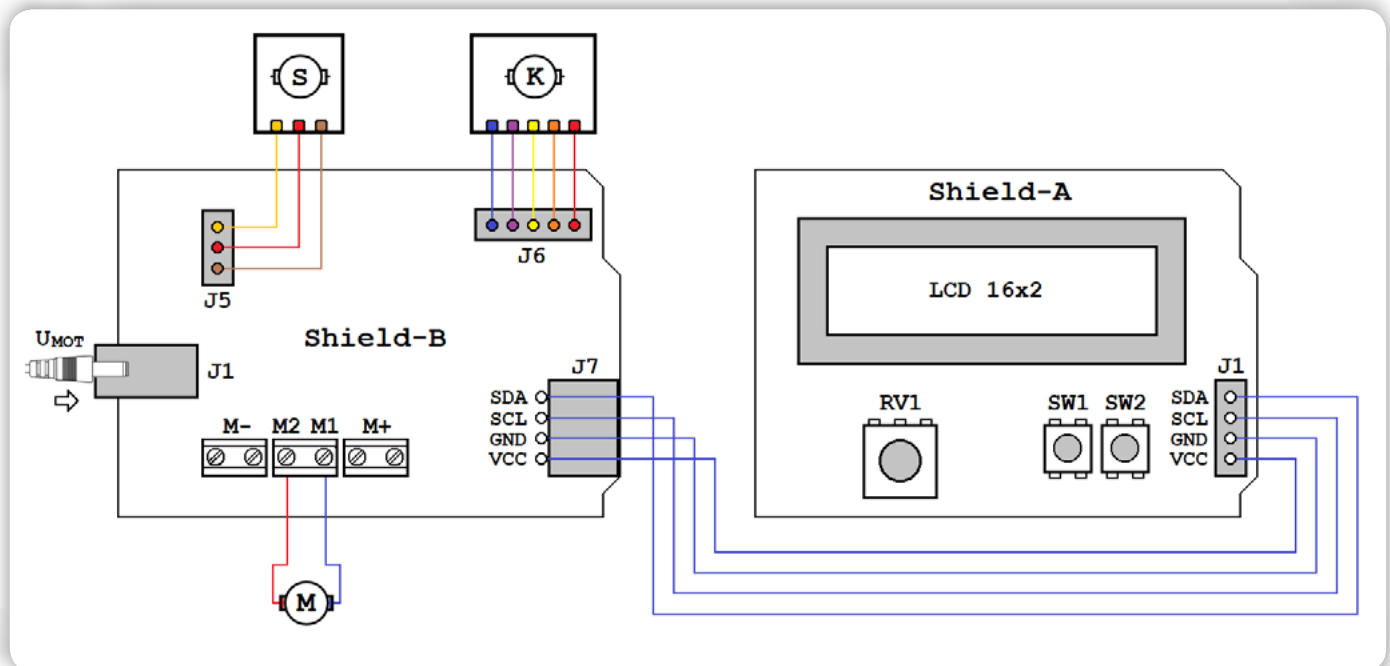 S
K
Shield-A
J6
LCD 16x2
J5
Shield-B
UMOT
J1
J7
J1
RV1
SW1 SW2
SDA
SCL
GND
VCC
SDA
SCL
GND
VCC
M- M2 M1 M+
M